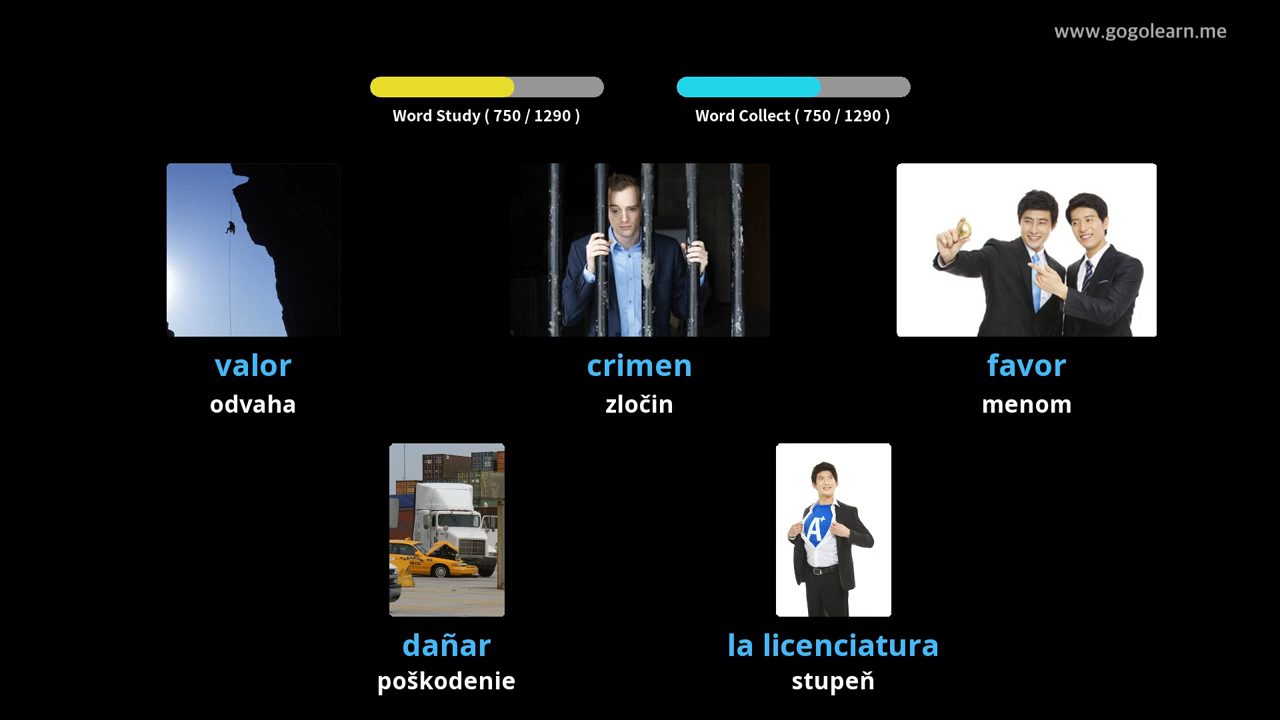 www.gogolearn.me
Word Study ( 750 / 1290 )
Word Collect ( 750 / 1290 )
valor
odvaha
crimen
zločin
favor
menom
A+
dañar
poškodenie
la licenciatura
stupeň